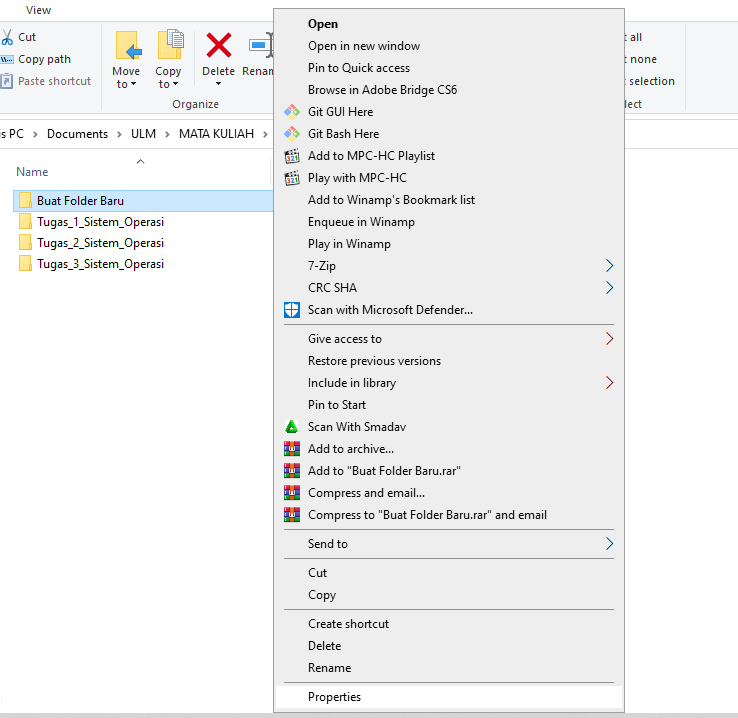 View
Cut
Copy path
Paste shortcut
Move to
Copy to
Delete
Renam
Organize
t all
t none
t selection
lect
is PC > Documents > ULM > MATA KULIAH >
Name
Buat Folder Baru
Tugas_1_Sistem_Operasi
Tugas_2_Sistem_Operasi
Tugas_3_Sistem_Operasi
Open
Open in new window
Pin to Quick access
Browse in Adobe Bridge CS6
Git GUI Here
Git Bash Here
Add to MPC-HC Playlist
Play with MPC-HC
Add to Winamp's Bookmark list
Enqueue in Winamp
Play in Winamp
7-Zip
CRC SHA
Scan with Microsoft Defender...
Give access to
Restore previous versions
Include in library
Pin to Start
Scan With Smadav
Add to archive...
Add to "Buat Folder Baru.rar"
Compress and email...
Compress to "Buat Folder Baru.rar" and email
Send to
Cut
Copy
Create shortcut
Delete
Rename
Properties